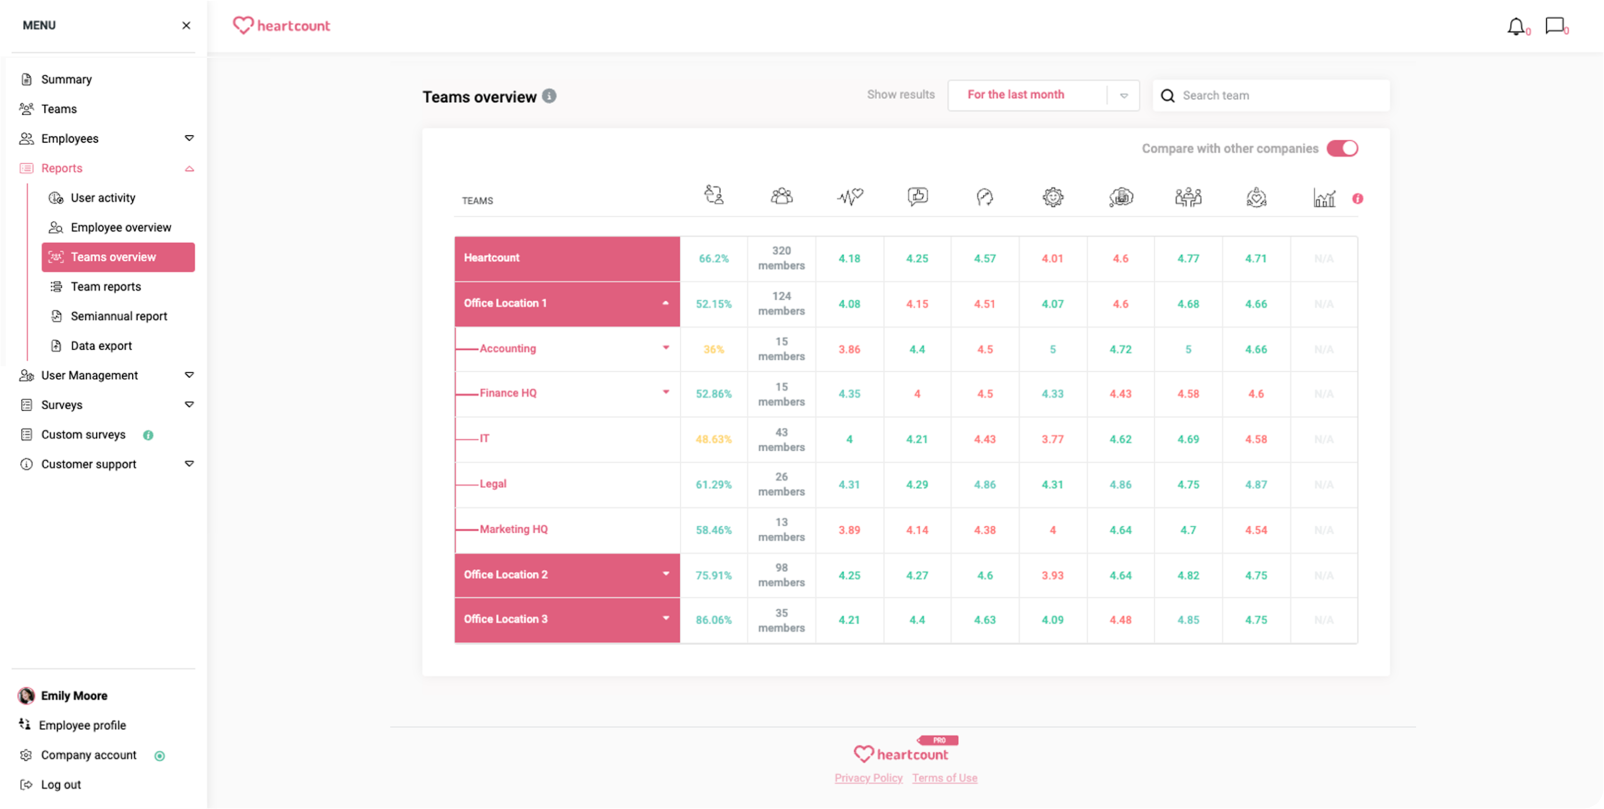 MENU
heartcount
0
0
Summary
Teams
Employees
Reports
User activity
Employee overview
Teams overview
Team reports
Semiannual report
Data export
User Management
Surveys
Custom surveys
Customer support
Emily Moore
Employee profile
Company account
Log out
Teams overview
Show results
For the last month
Search team
Compare with other companies
TEAMS
Heartcount 66.2% 320 members 4.18 4.25 4.57 4.01 4.6 4.77 4.71 N/A
Office Location 1 52.15% 124 members 4.08 4.15 4.51 4.07 4.6 4.68 4.66 N/A
Accounting 36% 15 members 3.86 4.4 4.5 5 4.72 5 4.66 N/A
Finance HQ 52.86% 15 members 4.35 4 4.5 4.33 4.43 4.58 4.6 N/A
IT 48.63% 43 members 4 4.21 4.43 3.77 4.62 4.69 4.58 N/A
Legal 61.29% 26 members 4.31 4.29 4.86 4.31 4.86 4.75 4.87 N/A
Marketing HQ 58.46% 13 members 3.89 4.14 4.38 4 4.64 4.7 4.54 N/A
Office Location 2 75.91% 98 members 4.25 4.27 4.6 3.93 4.64 4.82 4.75 N/A
Office Location 3 86.06% 35 members 4.21 4.4 4.63 4.09 4.48 4.85 4.75 N/A
PRO
heartcount
Privacy Policy Terms of Use